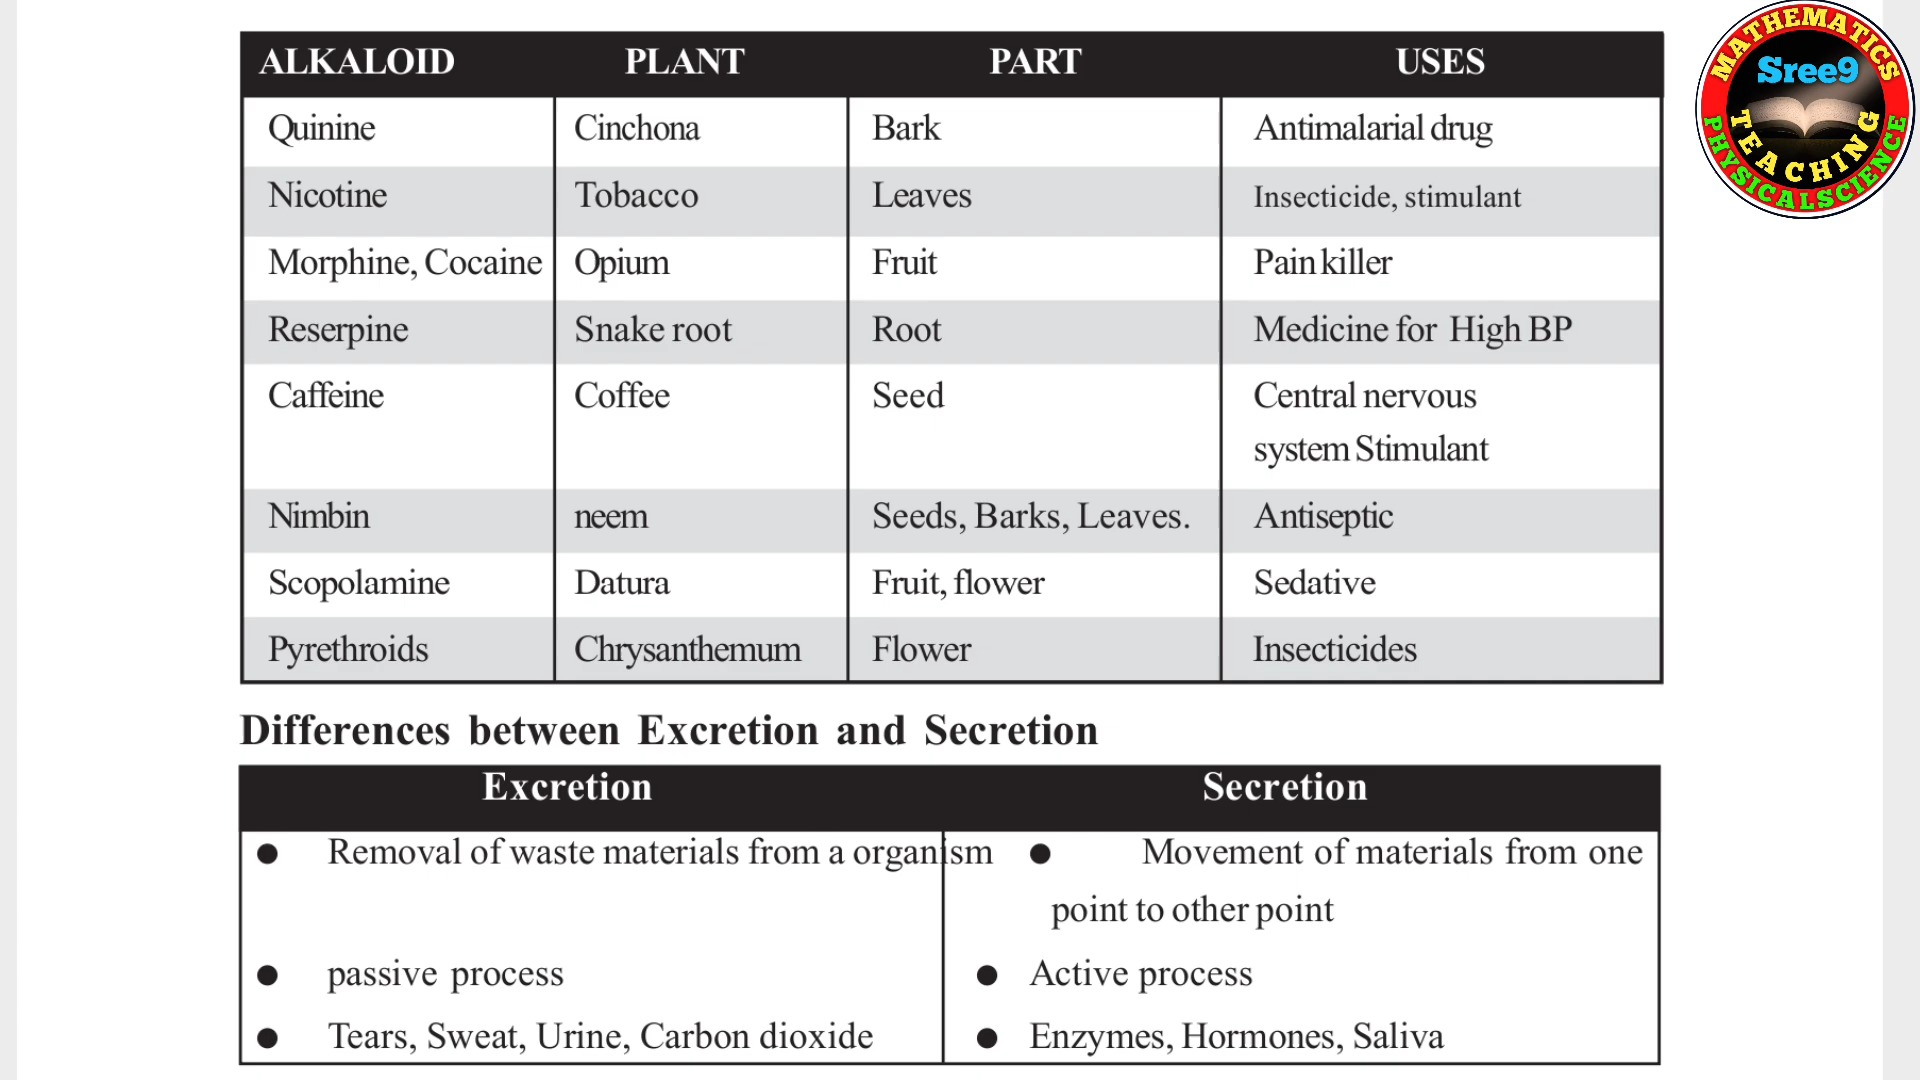 ALKALOID PLANT PART USES
Quinine Cinchona Bark Antimalarial drug
Nicotine Tobacco Leaves Insecticide, stimulant
Morphine, Cocaine Opium Fruit Pain killer
Reserpine Snake root Root Medicine for High BP
Caffeine Coffee Seed Central nervous
system Stimulant
Nimbin neem Seeds, Barks, Leaves. Antiseptic
Scopolamine Datura Fruit, flower Sedative
Pyrethroids Chrysanthemum Flower Insecticides
Differences between Excretion and Secretion
Excretion Secretion
● Removal of waste materials from a organism ● Movement of materials from one
point to other point
● passive process ● Active process
● Tears, Sweat, Urine, Carbon dioxide ● Enzymes, Hormones, Saliva
MATHEMATICS
Sree9
TEACHING
PHYSICALSCIENCE